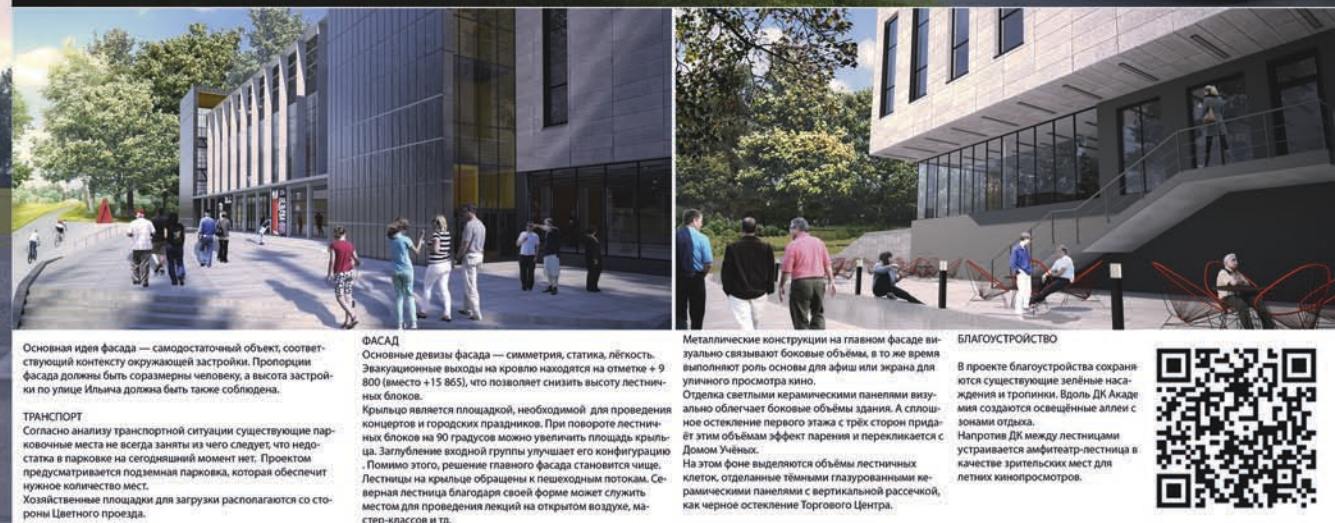 Основная идея фасада — самодостаточный объект, соответ-
ствующий контексту окружающей застройки. Пропорции
фасада должны быть соразмерны человеку, а высота застрой-
ки по улице Ильича должна быть также соблюдена.
ТРАНСПОРТ
Согласно анализу транспортной ситуации существующие пар-
ковочные места не всегда заняты из чего следует, что недо-
статка в парковке на сегодняшний момент нет. Проектом
предусматривается подземная парковка, которая обеспечит
нужное количество мест.
Хозяйственные площадки для загрузки располагаются со сто-
роны Цветного проезда.
ФАСАД
Основные девизы фасада — симметрия, статика, лёгкость.
Эвакуационные выходы на кровлю находятся на отметке + 9
800 (вместо +15 865), что позволяет снизить высоту лестнич-
ных блоков.
Крыльцо является площадкой, необходимой для проведения
концертов и городских праздников. При повороте лестнич-
ных блоков на 90 градусов можно увеличить площадь крыль-
ца. Заглубление входной группы улучшает его конфигурацию
. Помимо этого, решение главного фасада становится чище.
Лестницы на крыльце обращены к пешеходным потокам. Се-
верная лестница благодаря своей форме может служить
местом для проведения лекций на открытом воздухе, ма-
стер-классов и тд.
Металлические конструкции на главном фасаде ви-
зуально связывают боковые объёмы, в то же время
выполняют роль основы для афиш или экрана для
уличного просмотра кино.
Отделка светлыми керамическими панелями визу-
ально облегчает боковые объёмы здания. А сплош-
ное остекление первого этажа с трёх сторон прида-
ёт этим объёмам эффект парения и перекликается с
Домом Учёных.
На этом фоне выделяются объёмы лестничных
клеток, отделанные тёмными глазурованными ке-
рамическими панелями с вертикальной рассечкой,
как черное остекление Торгового Центра.
БЛАГОУСТРОЙСТВО
В проекте благоустройства сохраня-
ются существующие зелёные наса-
ждения и тропинки. Вдоль ДК Акаде
мия создаются освещённые аллеи с
зонами отдыха.
Напротив ДК между лестницами
устраивается амфитеатр-лестница в
качестве зрительских мест для
летних кинопросмотров.